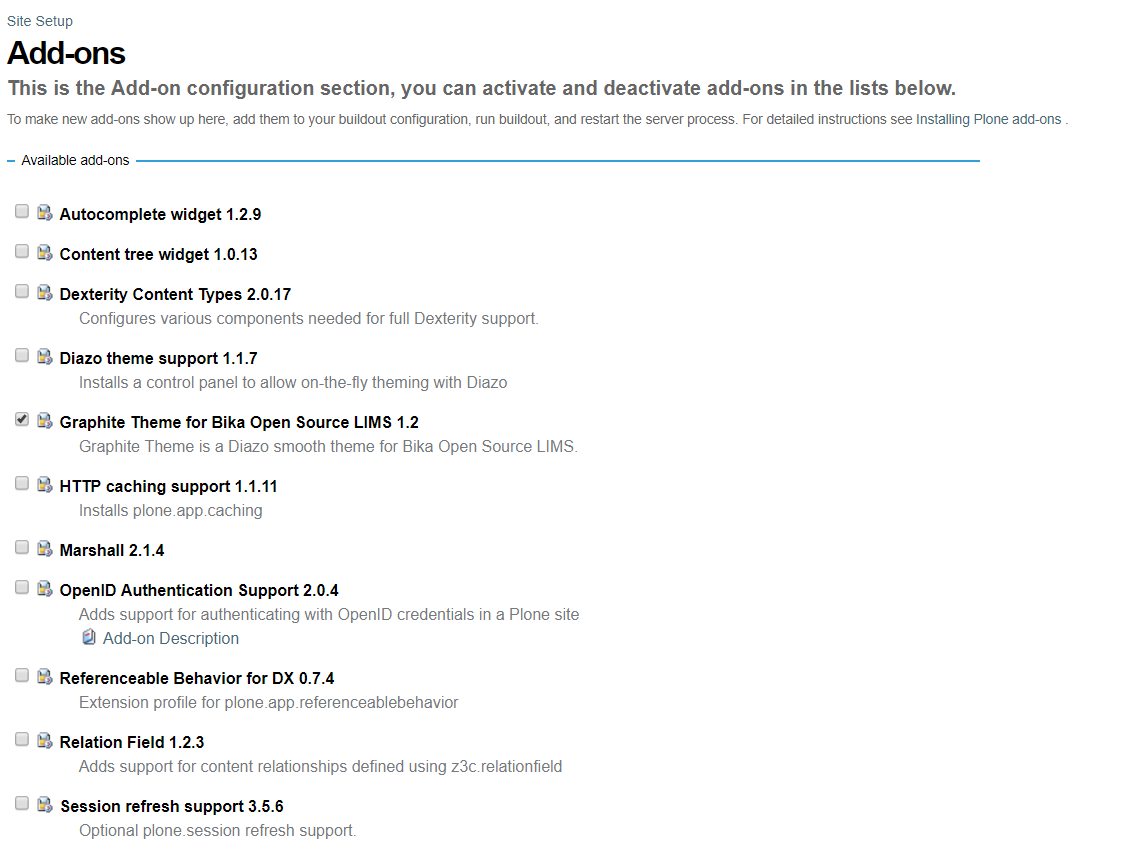 Site Setup
Add-ons
This is the Add-on configuration section, you can activate and deactivate add-ons in the lists below.
To make new add-ons show up here, add them to your buildout configuration, run buildout, and restart the server process. For detailed instructions see Installing Plone add-ons .
Available add-ons
Autocomplete widget 1.2.9
Content tree widget 1.0.13
Dexterity Content Types 2.0.17
Configures various components needed for full Dexterity support.
Diazo theme support 1.1.7
Installs a control panel to allow on-the-fly theming with Diazo
Graphite Theme for Bika Open Source LIMS 1.2
Graphite Theme is a Diazo smooth theme for Bika Open Source LIMS.
HTTP caching support 1.1.11
Installs plone.app.caching
Marshall 2.1.4
OpenID Authentication Support 2.0.4
Adds support for authenticating with OpenID credentials in a Plone site
Add-on Description
Referenceable Behavior for DX 0.7.4
Extension profile for plone.app.referenceablebehavior
Relation Field 1.2.3
Adds support for content relationships defined using z3c.relationfield
Session refresh support 3.5.6
Optional plone.session refresh support.